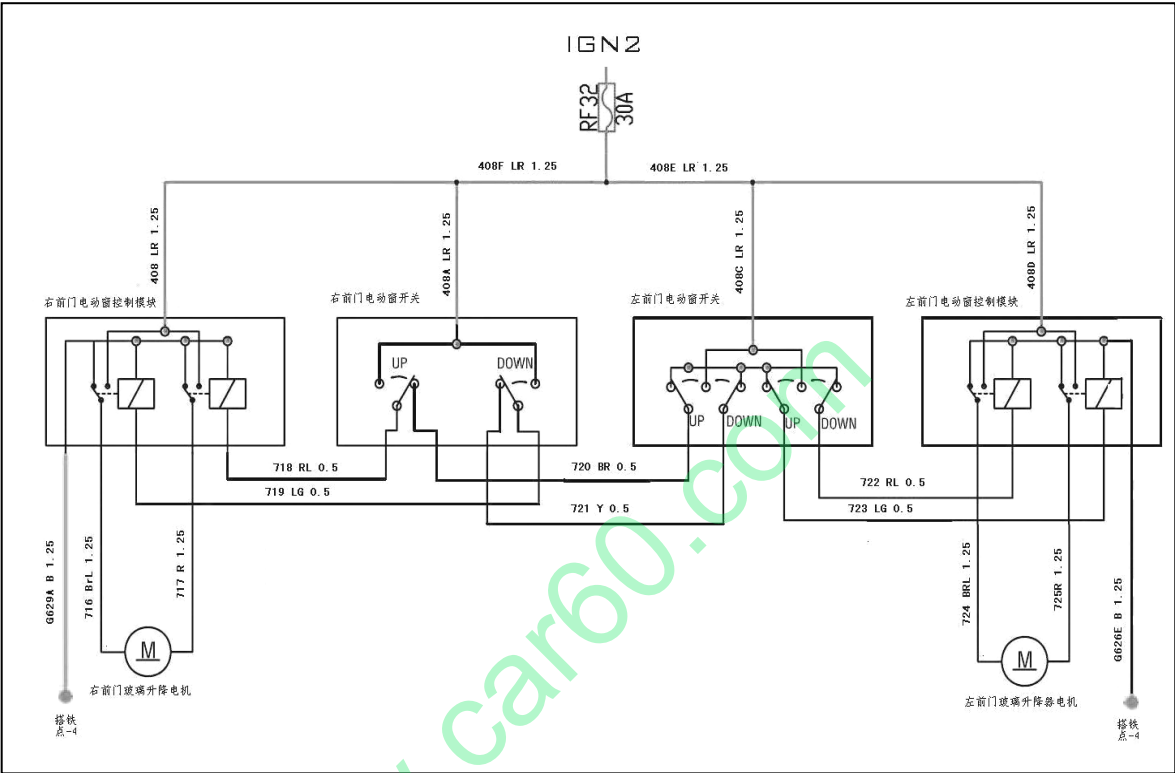 IGN2
RF32
30A
408F LR 1.25
408E LR 1.25
408 LR 1.25
408A LR 1.25
408C LR 1.25
408D LR 1.25
右前门电动窗控制模块
右前门电动窗开关
左前门电动窗开关
左前门电动窗控制模块
UP
DOWN
UP
DOWN
UP
DOWN
718 RL 0.5
719 LG 0.5
720 BR 0.5
721 Y 0.5
722 RL 0.5
723 LG 0.5
G629A B 1.25
716 BrL 1.25
717 R 1.25
724 BRL 1.25
725R 1.25
G626E B 1.25
M
右前门玻璃升降电机
M
左前门玻璃升降器电机
搭铁
点-4
搭铁
点-4
.car60.com